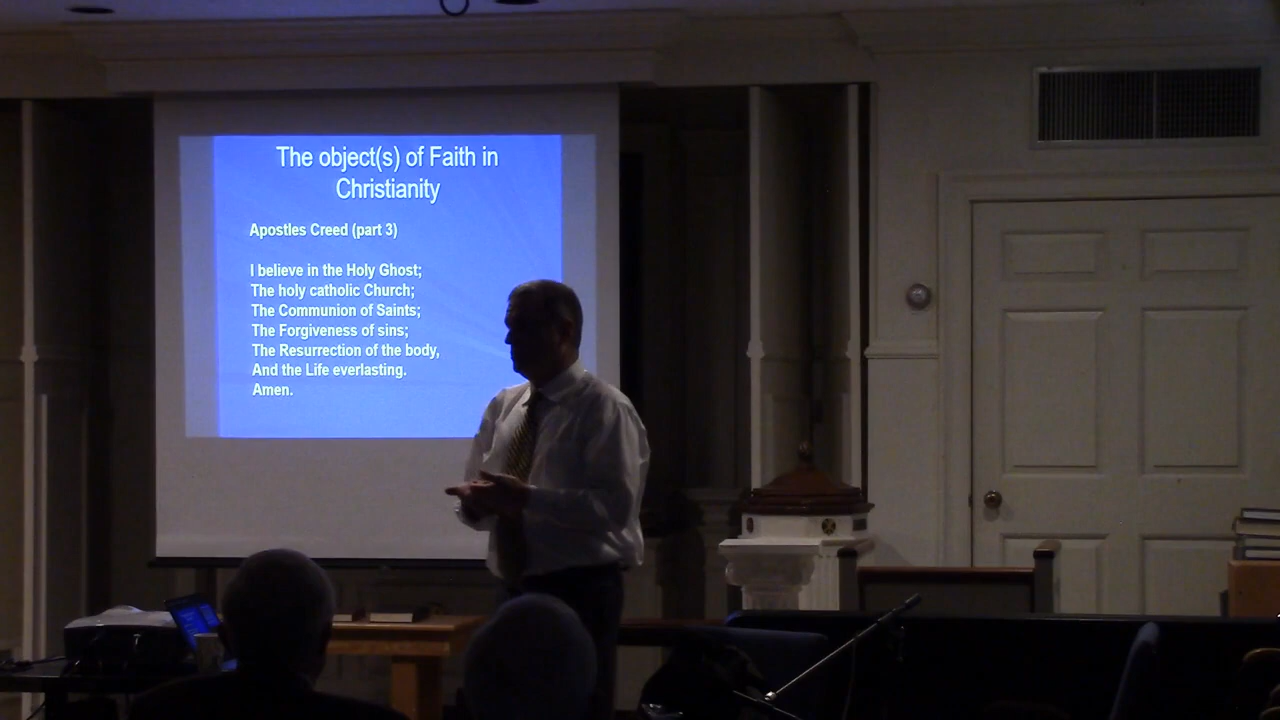 The object(s) of Faith in
Christianity
Apostles Creed (part 3)
I believe in the Holy Ghost;
The holy catholic Church;
The Communion of Saints;
The Forgiveness of sins;
The Resurrection of the body,
And the Life everlasting.
Amen.